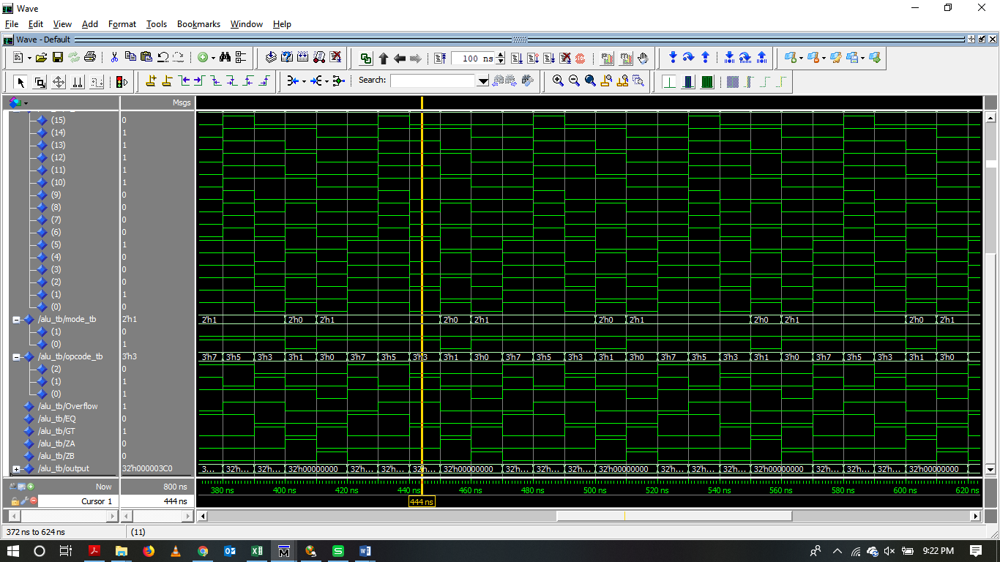 Wave
File Edit View Add Format Tools Bookmarks Window Help
Wave - Default
100 ns
Search:
Msgs
(15) 0
(14) 1
(13) 1
(12) 1
(11) 1
(10) 1
(9) 0
(8) 0
(7) 0
(6) 0
(5) 1
(4) 0
(3) 0
(2) 0
(1) 1
(0) 0
/alu_tb/mode_tb 2'h1 2'h1 2'h0 2'h1 2'h0 2'h1 2'h0 2'h1 2'h0 2'h1 2'h0 2'h1
(1) 0
(0) 1
/alu_tb/opcode_tb 3'h3 3'h7 3'h5 3'h3 3'h1 3'h0 3'h7 3'h5 3'h3 3'h1 3'h0 3'h7 3'h5 3'h3 3'h1 3'h0 3'h7 3'h5 3'h3 3'h1 3'h0 3'h7 3'h5 3'h3 3'h1 3'h0
(2) 0
(1) 1
(0) 1
/alu_tb/Overflow 1
/alu_tb/EQ 0
/alu_tb/GT 1
/alu_tb/ZA 0
/alu_tb/ZB 0
/alu_tb/output 32'h000003C0 3... 32'h... 32'h... 32'h00000000 32'h... 32'h... 32'h... 32'h00000000 32'h... 32'h... 32'h... 32'h00000000 32'h... 32'h... 32'h... 32'h00000000 32'h... 32'h... 32'h... 32'h00000000
Now 800 ns 380 ns 400 ns 420 ns 440 ns 460 ns 480 ns 500 ns 520 ns 540 ns 560 ns 580 ns 600 ns 620 ns
Cursor 1 444 ns 444 ns
372 ns to 624 ns (11)
9:22 PM